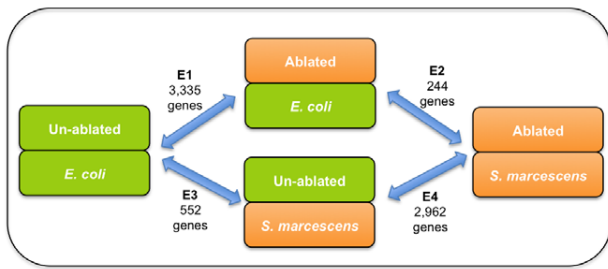 E1
3,335
genes
Ablated
E. coli
E2
244
genes
Un-ablated
E. coli
Ablated
S. marcescens
E3
552
genes
Un-ablated
S. marcescens
E4
2,962
genes